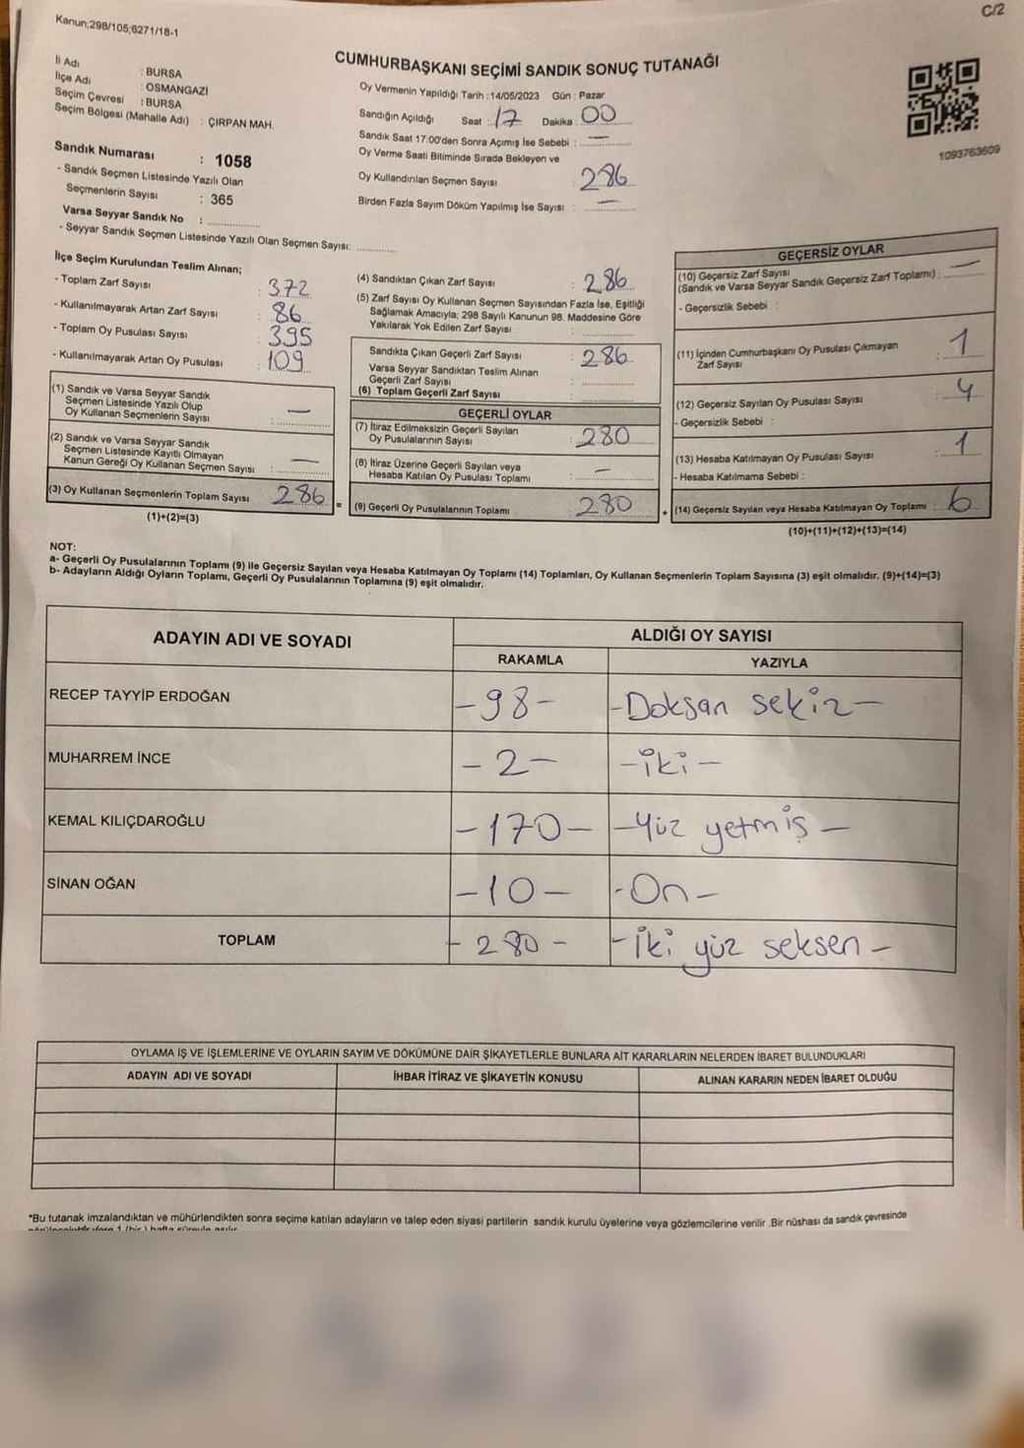 C/2
Kanun;298/105;6271/18-1
CUMHURBAŞKANI SEÇİMİ SANDIK SONUÇ TUTANAĞI
İl Adı : BURSA
İlçe Adı : OSMANGAZİ
Seçim Çevresi : BURSA
Seçim Bölgesi (Mahalle Adı) : ÇIRPAN MAH.
Sandık Numarası : 1058
- Sandık Seçmen Listesinde Yazılı Olan
Seçmenlerin Sayısı : 365
Varsa Seyyar Sandık No :
- Seyyar Sandık Seçmen Listesinde Yazılı Olan Seçmen Sayısı:
Oy Vermenin Yapıldığı Tarih : 14/05/2023 Gün : Pazar
Sandığın Açıldığı Saat : 17 Dakika : 00
Sandık Saat 17:00'den Sonra Açımış İse Sebebi : —
Oy Verme Saati Bitiminde Sırada Bekleyen ve
Oy Kullandırılan Seçmen Sayısı 286
Birden Fazla Sayım Döküm Yapılmış İse Sayısı : —
1093763609
İlçe Seçim Kurulundan Teslim Alınan;
- Toplam Zarf Sayısı : 372
- Kullanılmayarak Artan Zarf Sayısı : 86
- Toplam Oy Pusulası Sayısı : 395
- Kullanılmayarak Artan Oy Pusulası : 109
(1) Sandık ve Varsa Seyyar Sandık
Seçmen Listesinde Yazılı Olup
Oy Kullanan Seçmenlerin Sayısı : —
(2) Sandık ve Varsa Seyyar Sandık
Seçmen Listesinde Kayıtlı Olmayan
Kanun Gereği Oy Kullanan Seçmen Sayısı : —
(3) Oy Kullanan Seçmenlerin Toplam Sayısı 286 =
(1)+(2)=(3)
(4) Sandıktan Çıkan Zarf Sayısı : 286
(5) Zarf Sayısı Oy Kullanan Seçmen Sayısından Fazla İse, Eşitliği
Sağlamak Amacıyla; 298 Sayılı Kanunun 98. Maddesine Göre
Yakılarak Yok Edilen Zarf Sayısı :
Sandıkta Çıkan Geçerli Zarf Sayısı : 286
Varsa Seyyar Sandıktan Teslim Alınan
Geçerli Zarf Sayısı :
(6) Toplam Geçerli Zarf Sayısı
GEÇERLİ OYLAR
(7) İtiraz Edilmeksizin Geçerli Sayılan
Oy Pusulalarının Sayısı : 280
(8) İtiraz Üzerine Geçerli Sayılan veya
Hesaba Katılan Oy Pusulası Toplamı : —
(9) Geçerli Oy Pusulalarının Toplamı : 280 +
GEÇERSİZ OYLAR
(10) Geçersiz Zarf Sayısı
(Sandık ve Varsa Seyyar Sandık Geçersiz Zarf Toplamı) : —
- Geçersizlik Sebebi :
(11) İçinden Cumhurbaşkanı Oy Pusulası Çıkmayan
Zarf Sayısı : 1
(12) Geçersiz Sayılan Oy Pusulası Sayısı : 4
- Geçersizlik Sebebi :
(13) Hesaba Katılmayan Oy Pusulası Sayısı : 1
- Hesaba Katılmama Sebebi :
(14) Geçersiz Sayılan veya Hesaba Katılmayan Oy Toplamı : 6
(10)+(11)+(12)+(13)=(14)
NOT:
a- Geçerli Oy Pusulalarının Toplamı (9) ile Geçersiz Sayılan veya Hesaba Katılmayan Oy Toplamı (14) Toplamları, Oy Kullanan Seçmenlerin Toplam Sayısına (3) eşit olmalıdır. (9)+(14)=(3)
b- Adayların Aldığı Oyların Toplamı, Geçerli Oy Pusulalarının Toplamına (9) eşit olmalıdır.
ADAYIN ADI VE SOYADI ALDIĞI OY SAYISI
RAKAMLA YAZIYLA
RECEP TAYYİP ERDOĞAN -98- -Doksan sekiz-
MUHARREM İNCE -2- -iki-
KEMAL KILIÇDAROĞLU -170- -Yüz yetmiş-
SİNAN OĞAN -10- -On-
TOPLAM -280- -İki yüz seksen-
OYLAMA İŞ VE İŞLEMLERİNE VE OYLARIN SAYIM VE DÖKÜMÜNE DAİR ŞİKAYETLERLE BUNLARA AİT KARARLARIN NELERDEN İBARET BULUNDUKLARI
ADAYIN ADI VE SOYADI İHBAR İTİRAZ VE ŞİKAYETİN KONUSU ALINAN KARARIN NEDEN İBARET OLDUĞU
*Bu tutanak imzalandıktan ve mühürlendikten sonra seçime katılan adayların ve talep eden siyasi partilerin sandık kurulu üyelerine veya gözlemcilerine verilir .Bir nüshası da sandık çevresinde